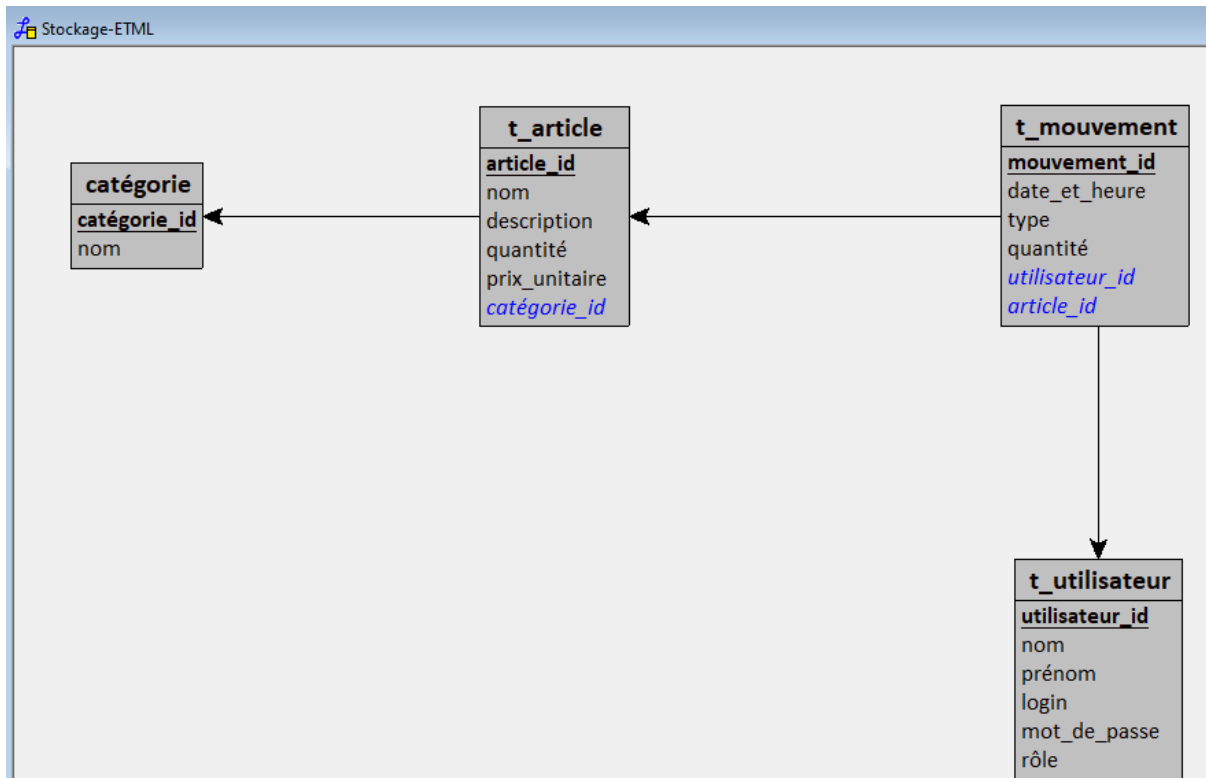 Stockage-ETML
catégorie
catégorie_id
nom
t_article
article_id
nom
description
quantité
prix_unitaire
catégorie_id
t_mouvement
mouvement_id
date_et_heure
type
quantité
utilisateur_id
article_id
t_utilisateur
utilisateur_id
nom
prénom
login
mot_de_passe
rôle